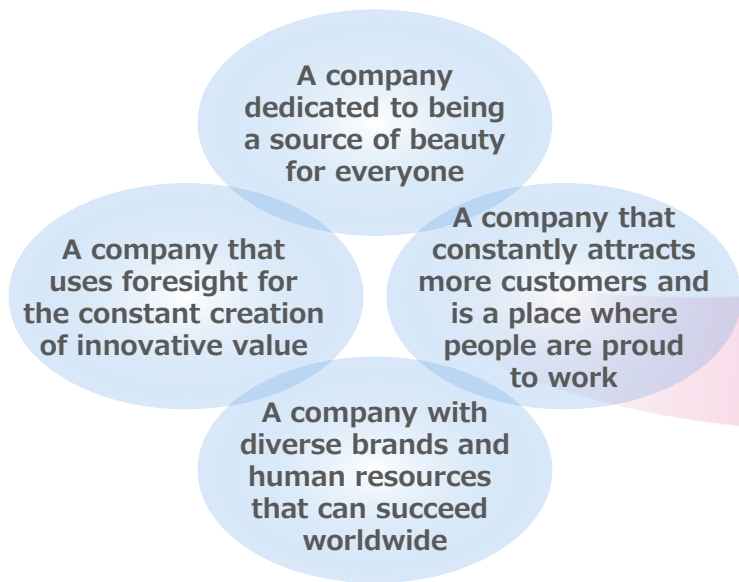 A company
dedicated to being
a source of beauty
for everyone
A company that
uses foresight for
the constant creation
of innovative value
A company that
constantly attracts
more customers and
is a place where
people are proud
to work
A company with
diverse brands and
human resources
that can succeed
worldwide